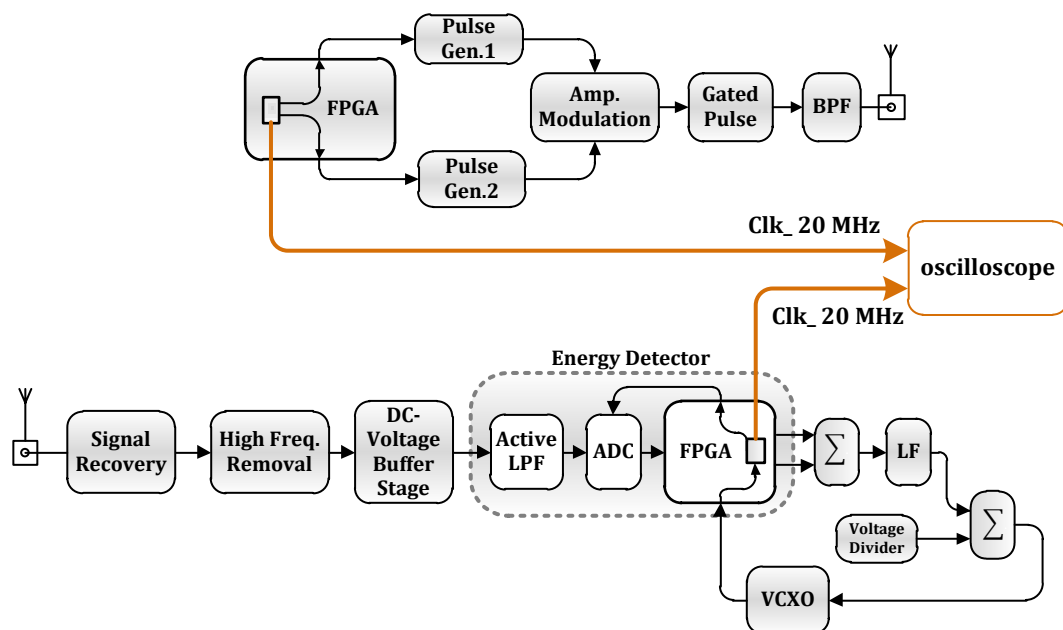 Pulse
Gen.1
FPGA
Amp.
Modulation
Gated
Pulse
BPF
Pulse
Gen.2
Clk_ 20 MHz
oscilloscope
Clk_ 20 MHz
Energy Detector
Signal
Recovery
High Freq.
Removal
DC-
Voltage
Buffer
Stage
Active
LPF
ADC
FPGA
∑
LF
Voltage
Divider
∑
VCXO